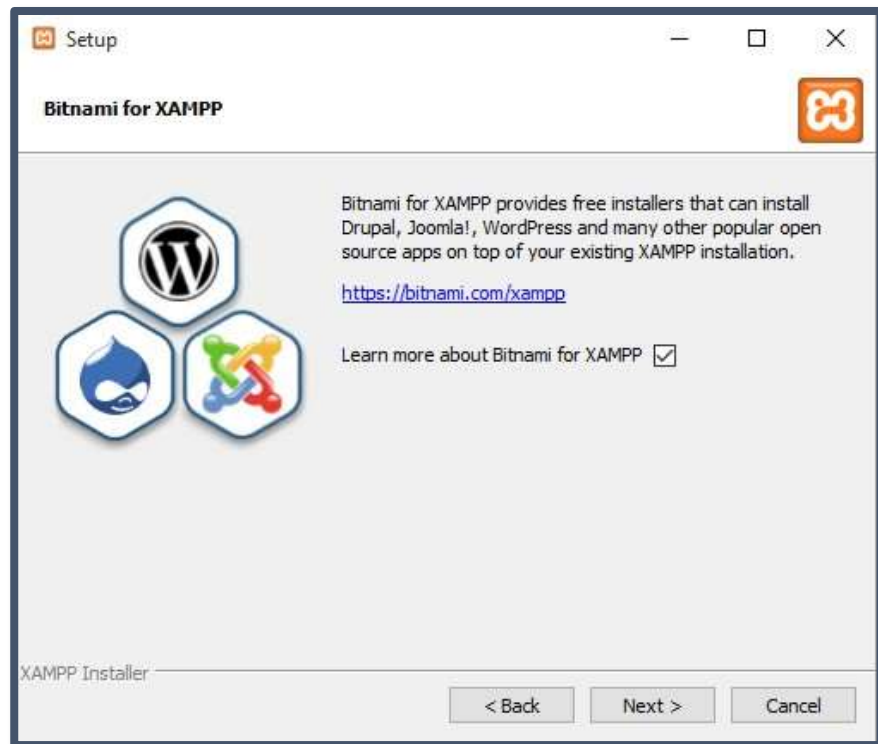 Setup
Bitnami for XAMPP
Bitnami for XAMPP provides free installers that can install
Drupal, Joomla!, WordPress and many other popular open
source apps on top of your existing XAMPP installation.
https://bitnami.com/xampp
Learn more about Bitnami for XAMPP
XAMPP Installer
< Back
Next >
Cancel